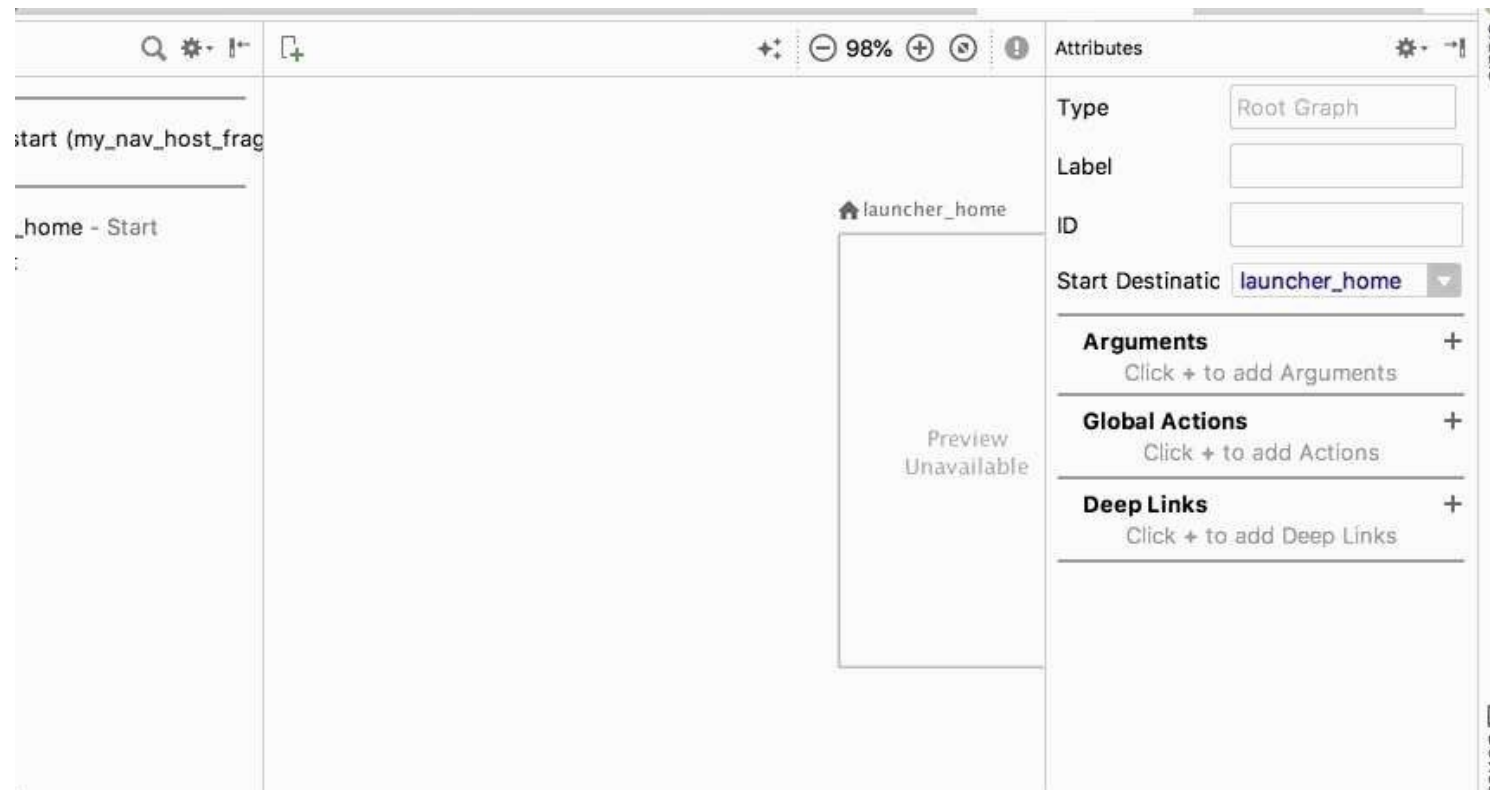 98%
Attributes
start (my_nav_host_frag
_home - Start
launcher_home
Preview
Unavailable
Type Root Graph
Label
ID
Start Destinatic launcher_home
Arguments +
Click + to add Arguments
Global Actions +
Click + to add Actions
Deep Links +
Click + to add Deep Links